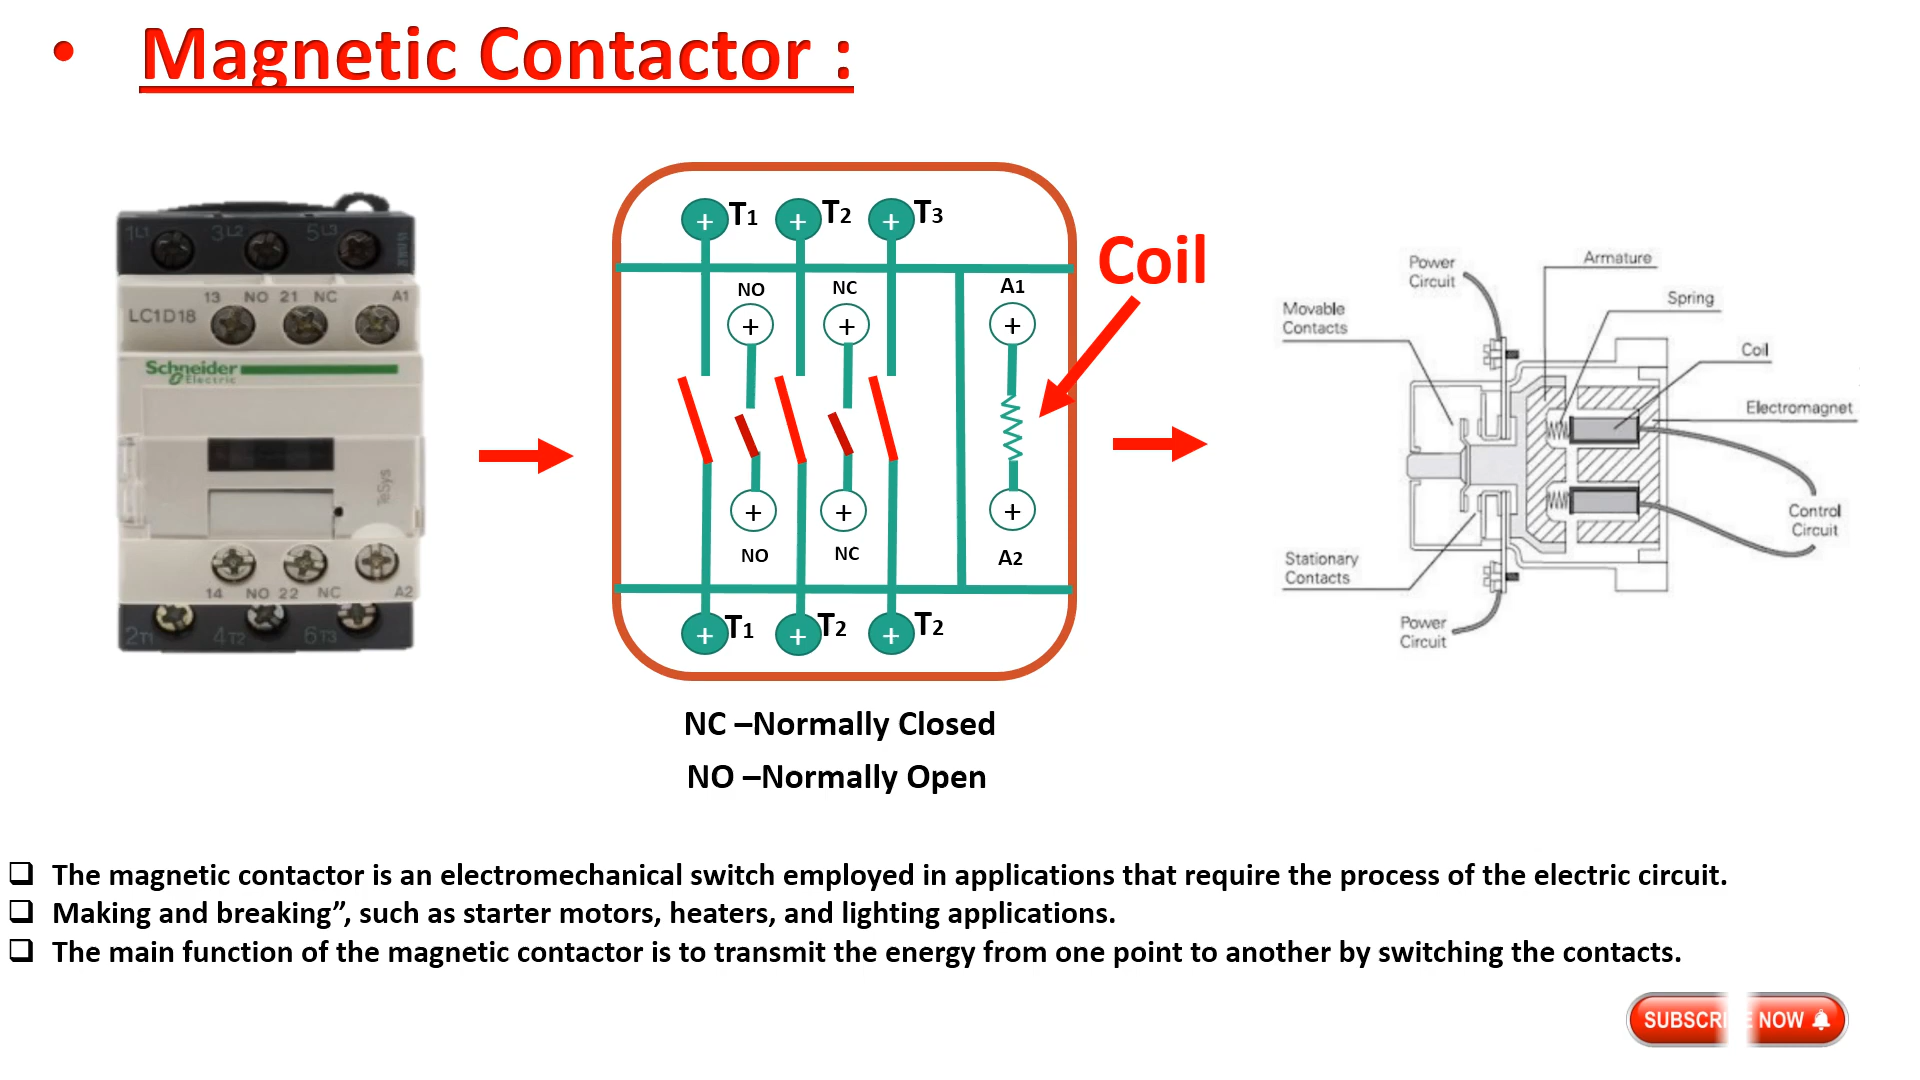 • Magnetic Contactor :
1L1 3L2 5L3
13 NO 21 NC A1
LC1D18
Schneider
Electric
TeSys
14 NO 22 NC A2
2T1 4T2 6T3
T1 T2 T3
NO NC A1
+ + +
+ + +
+ + +
NO NC A2
T1 T2 T2
+ + +
Coil
NC –Normally Closed
NO –Normally Open
Power
Circuit
Armature
Movable
Contacts
Spring
Coil
Electromagnet
Control
Circuit
Stationary
Contacts
Power
Circuit
❑ The magnetic contactor is an electromechanical switch employed in applications that require the process of the electric circuit.
❑ Making and breaking”, such as starter motors, heaters, and lighting applications.
❑ The main function of the magnetic contactor is to transmit the energy from one point to another by switching the contacts.
NOW